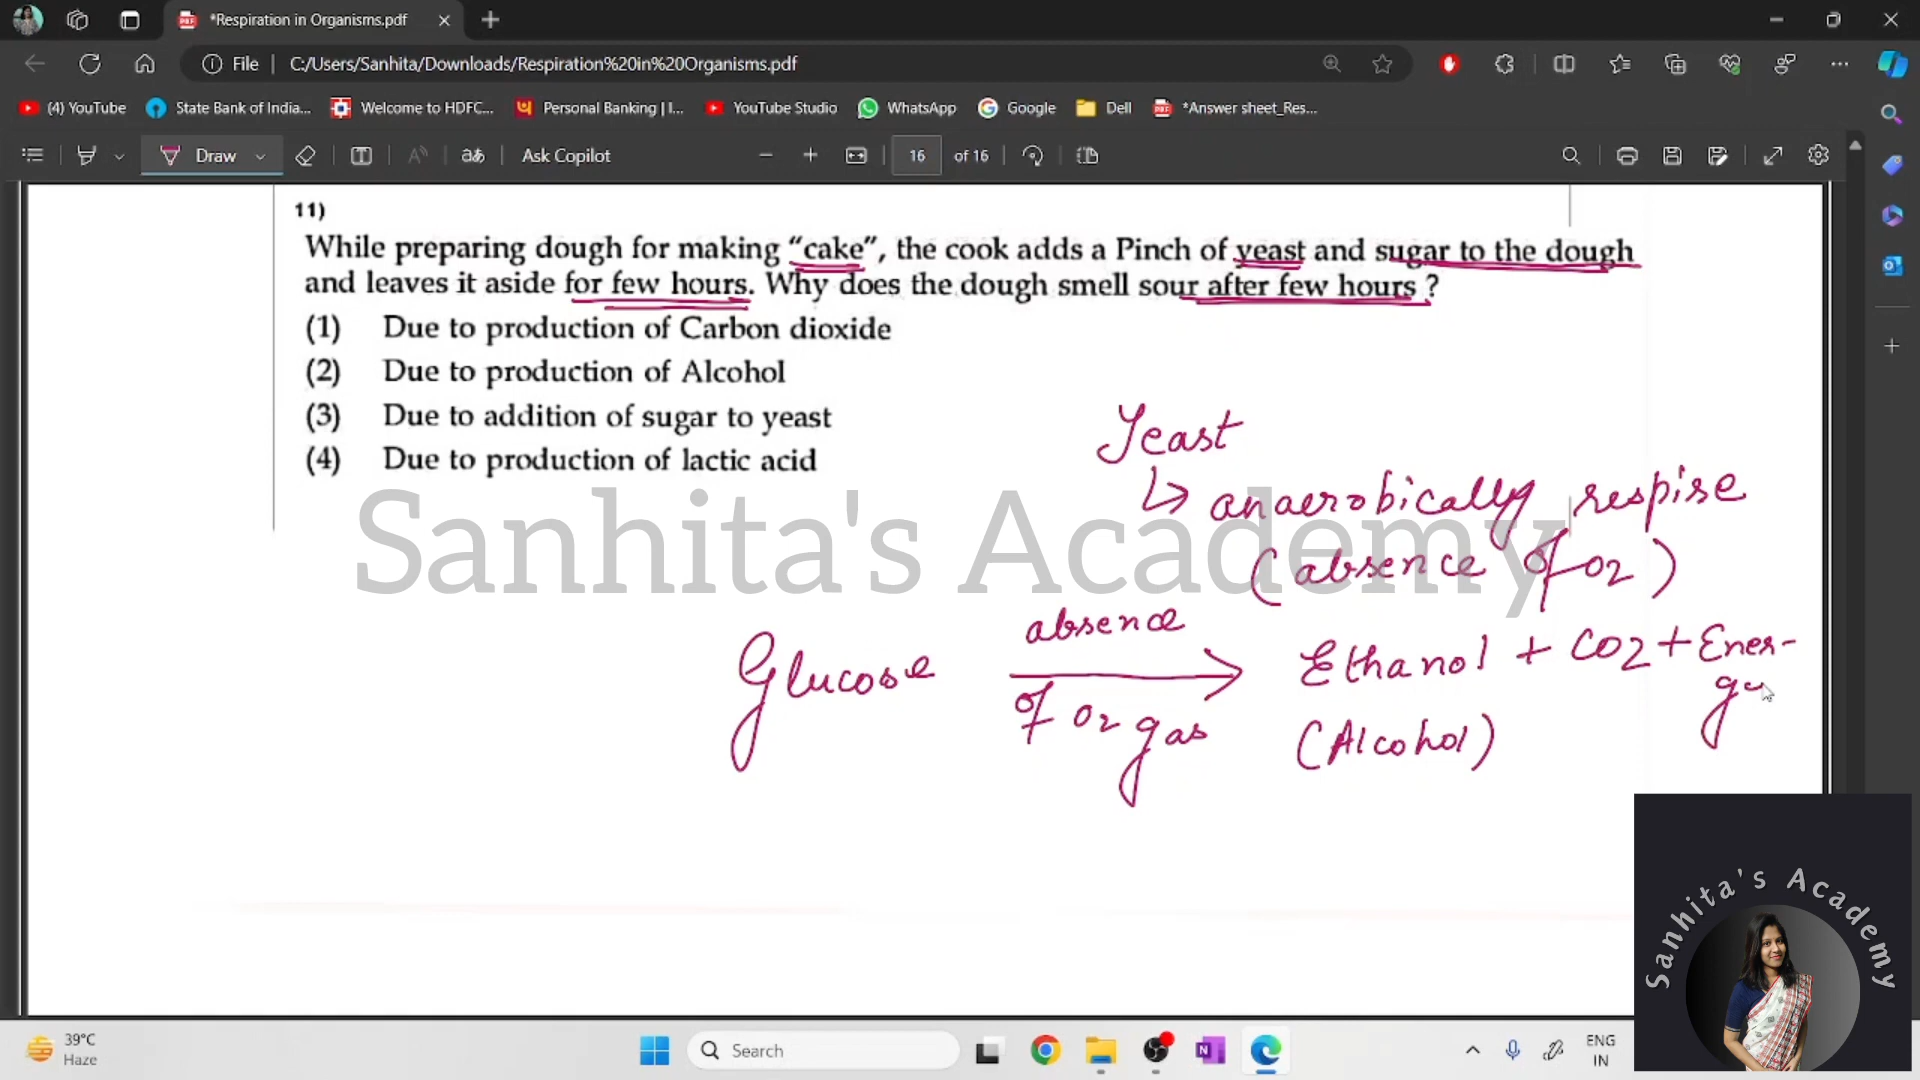 *Respiration in Organisms.pdf
File C:/Users/Sanhita/Downloads/Respiration%20in%20Organisms.pdf
(4) YouTube State Bank of India... Welcome to HDFC... Personal Banking | I... YouTube Studio WhatsApp Google Dell *Answer sheet_Res...
Draw Ask Copilot 16 of 16
11)
While preparing dough for making “cake”, the cook adds a Pinch of yeast and sugar to the dough
and leaves it aside for few hours. Why does the dough smell sour after few hours ?
(1) Due to production of Carbon dioxide
(2) Due to production of Alcohol
(3) Due to addition of sugar to yeast
(4) Due to production of lactic acid
Yeast
↳ anaerobically respire
(absence of O2)
Sanhita's Academy
absence
Glucose → Ethanol + CO2 + Ener-
of O2 gas
(Alcohol)
Sanhita's Academy
39°C
Haze
Search
ENG
IN